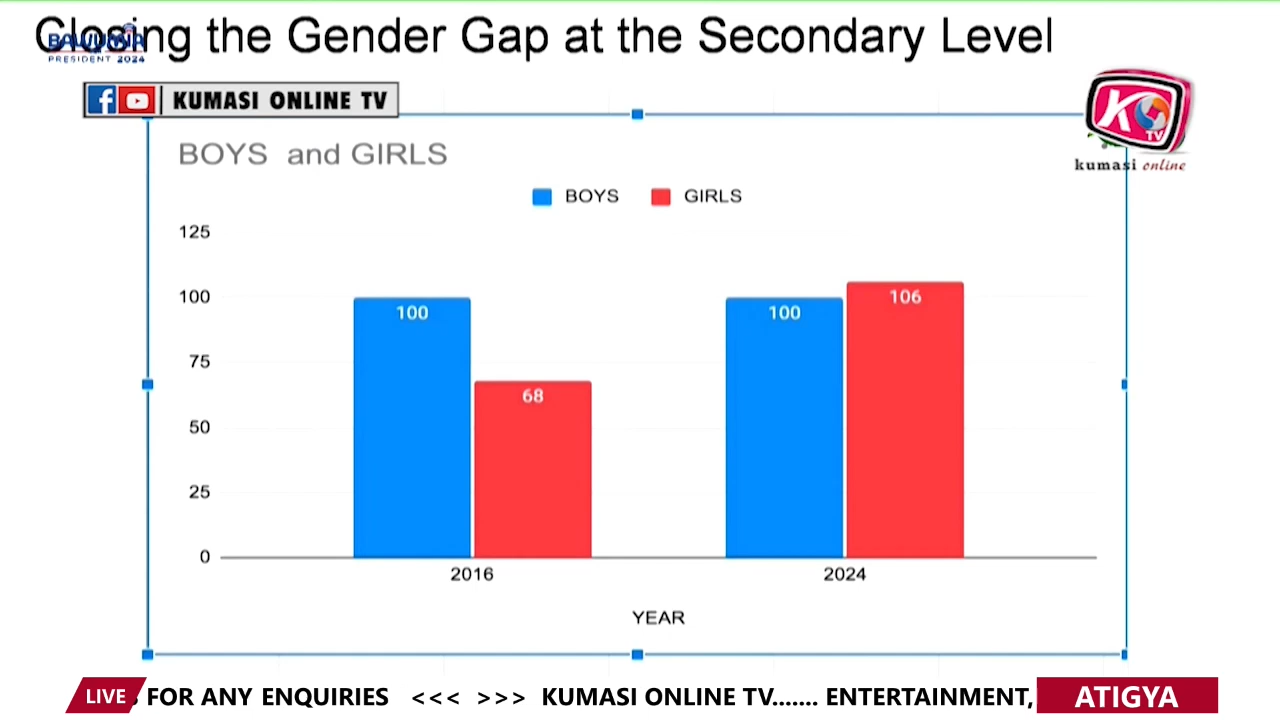 Closing the Gender Gap at the Secondary Level
BAWUMIA
PRESIDENT 2024
KUMASI ONLINE TV
K TV
kumasi online
BOYS and GIRLS
BOYS GIRLS
125
100
75
50
25
0
100
68
100
106
2016
2024
YEAR
LIVE FOR ANY ENQUIRIES <<< >>> KUMASI ONLINE TV....... ENTERTAINMENT, ATIGYA